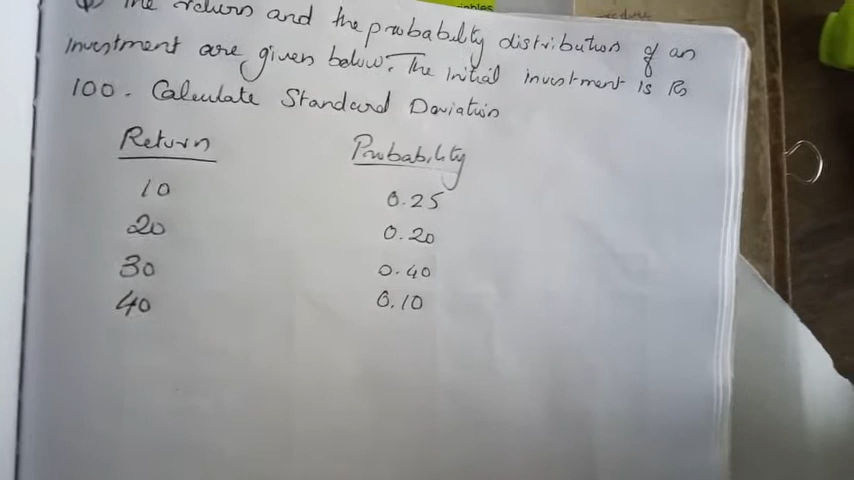 The return and the probability distribution of an
investment are given below. The initial investment is Rs
100. Calculate Standard Deviation
Return Probability
10 0.25
20 0.20
30 0.40
40 0.10